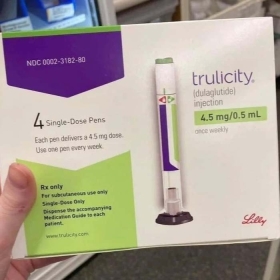 NDC 0002-3182-80
4 Single-Dose Pens
Each pen delivers a 4.5 mg dose.
Use one pen every week.
Rx only
For subcutaneous use only
Single-Dose Only
Dispense the accompanying
Medication Guide to each
patient.
www.trulicity.com
trulicity
(dulaglutide)
injection
4.5 mg/0.5 mL
once weekly
Lilly